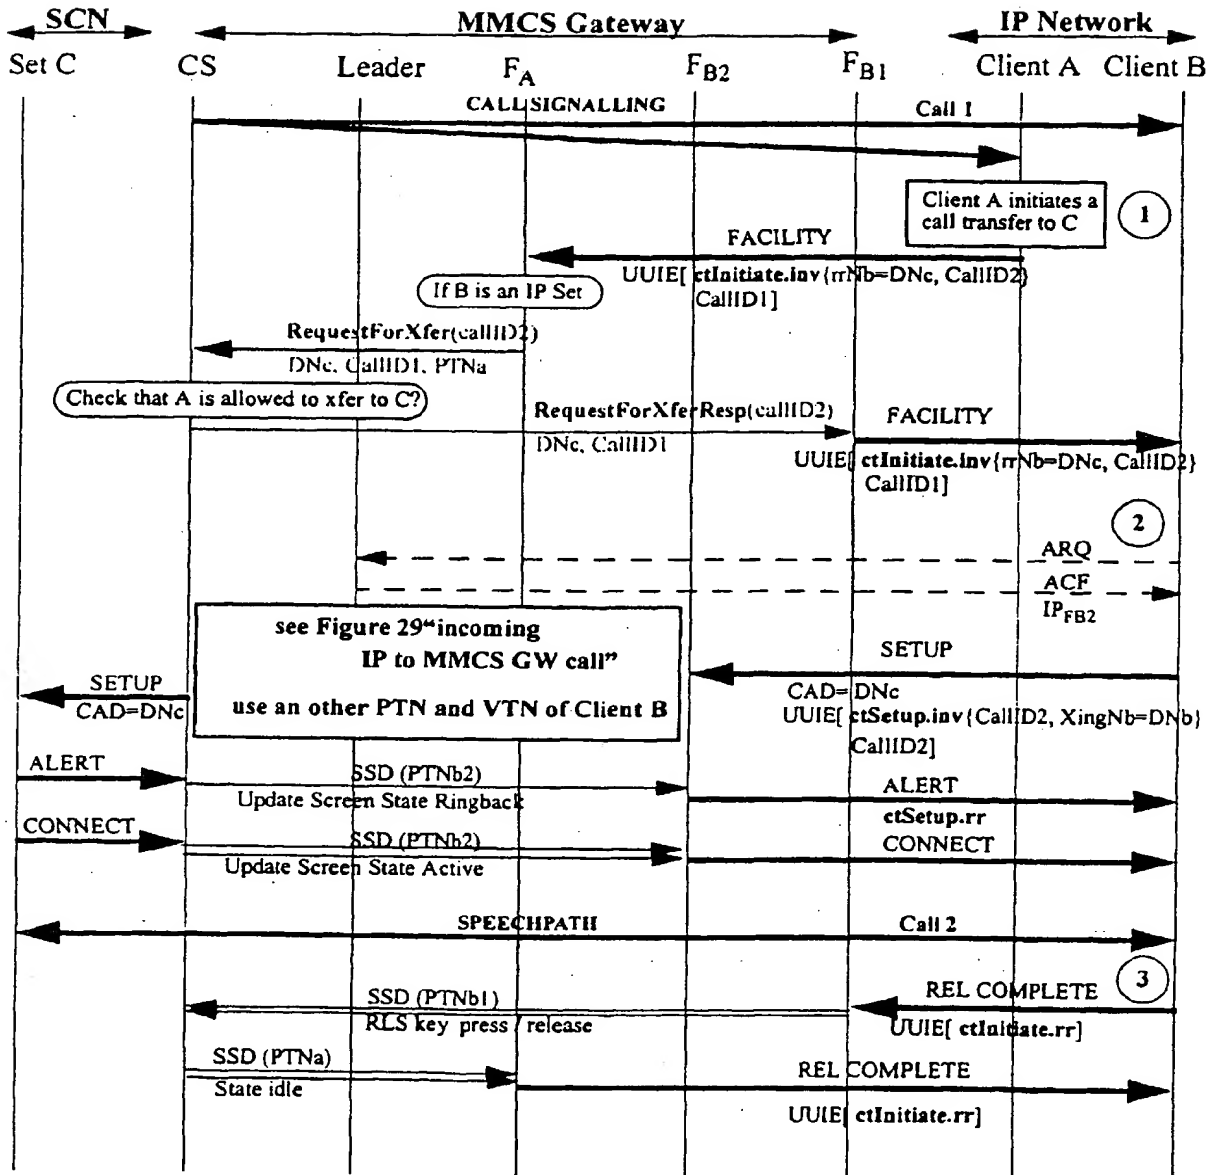 SCN MMCS Gateway IP Network
Set C CS Leader FA FB2 FB1 Client A Client B
CALL SIGNALLING Call 1
Client A initiates a
call transfer to C
1
FACILITY
UUIE[ ctInitiate.inv{rrNb=DNc, CallID2}
CallID1]
If B is an IP Set
RequestForXfer(callID2)
DNc, CallID1, PTNa
Check that A is allowed to xfer to C?
RequestForXferResp(callID2)
DNc, CallID1
FACILITY
UUIE[ ctInitiate.inv{rrNb=DNc, CallID2}
CallID1]
2
ARQ
ACF
IPFB2
see Figure 29“incoming
IP to MMCS GW call”
use an other PTN and VTN of Client B
SETUP
CAD= DNc
UUIE[ ctSetup.inv{CallID2, XingNb=DNb}
CallID2]
SETUP
CAD=DNc
ALERT
SSD (PTNb2)
Update Screen State Ringback
ALERT
ctSetup.rr
CONNECT
SSD (PTNb2)
Update Screen State Active
CONNECT
SPEECHPATH Call 2
3
SSD (PTNb1)
RLS key press / release
REL COMPLETE
UUIE[ ctInitiate.rr]
SSD (PTNa)
State idle
REL COMPLETE
UUIE[ ctInitiate.rr]